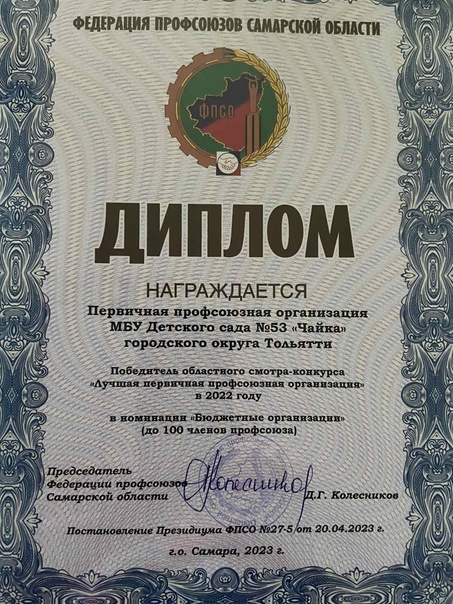 ФЕДЕРАЦИЯ ПРОФСОЮЗОВ САМАРСКОЙ ОБЛАСТИ
ФПСО
ДИПЛОМ
НАГРАЖДАЕТСЯ
Первичная профсоюзная организация
МБУ Детского сада №53 «Чайка»
городского округа Тольятти
Победитель областного смотра-конкурса
«Лучшая первичная профсоюзная организация»
в 2022 году
в номинации «Бюджетные организации»
(до 100 членов профсоюза)
Председатель
Федерации профсоюзов
Самарской области Д.Г. Колесников
Постановление Президиума ФПСО №27-5 от 20.04.2023 г.
г.о. Самара, 2023 г.